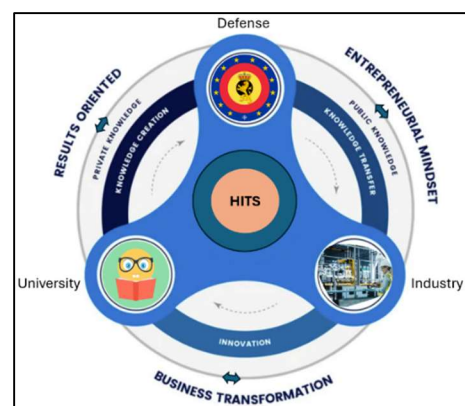 Defense
RESULTS ORIENTED
ENTREPRENEURIAL MINDSET
PRIVATE KNOWLEDGE
KNOWLEDGE CREATION
PUBLIC KNOWLEDGE
KNOWLEDGE TRANSFER
HITS
University
Industry
INNOVATION
BUSINESS TRANSFORMATION